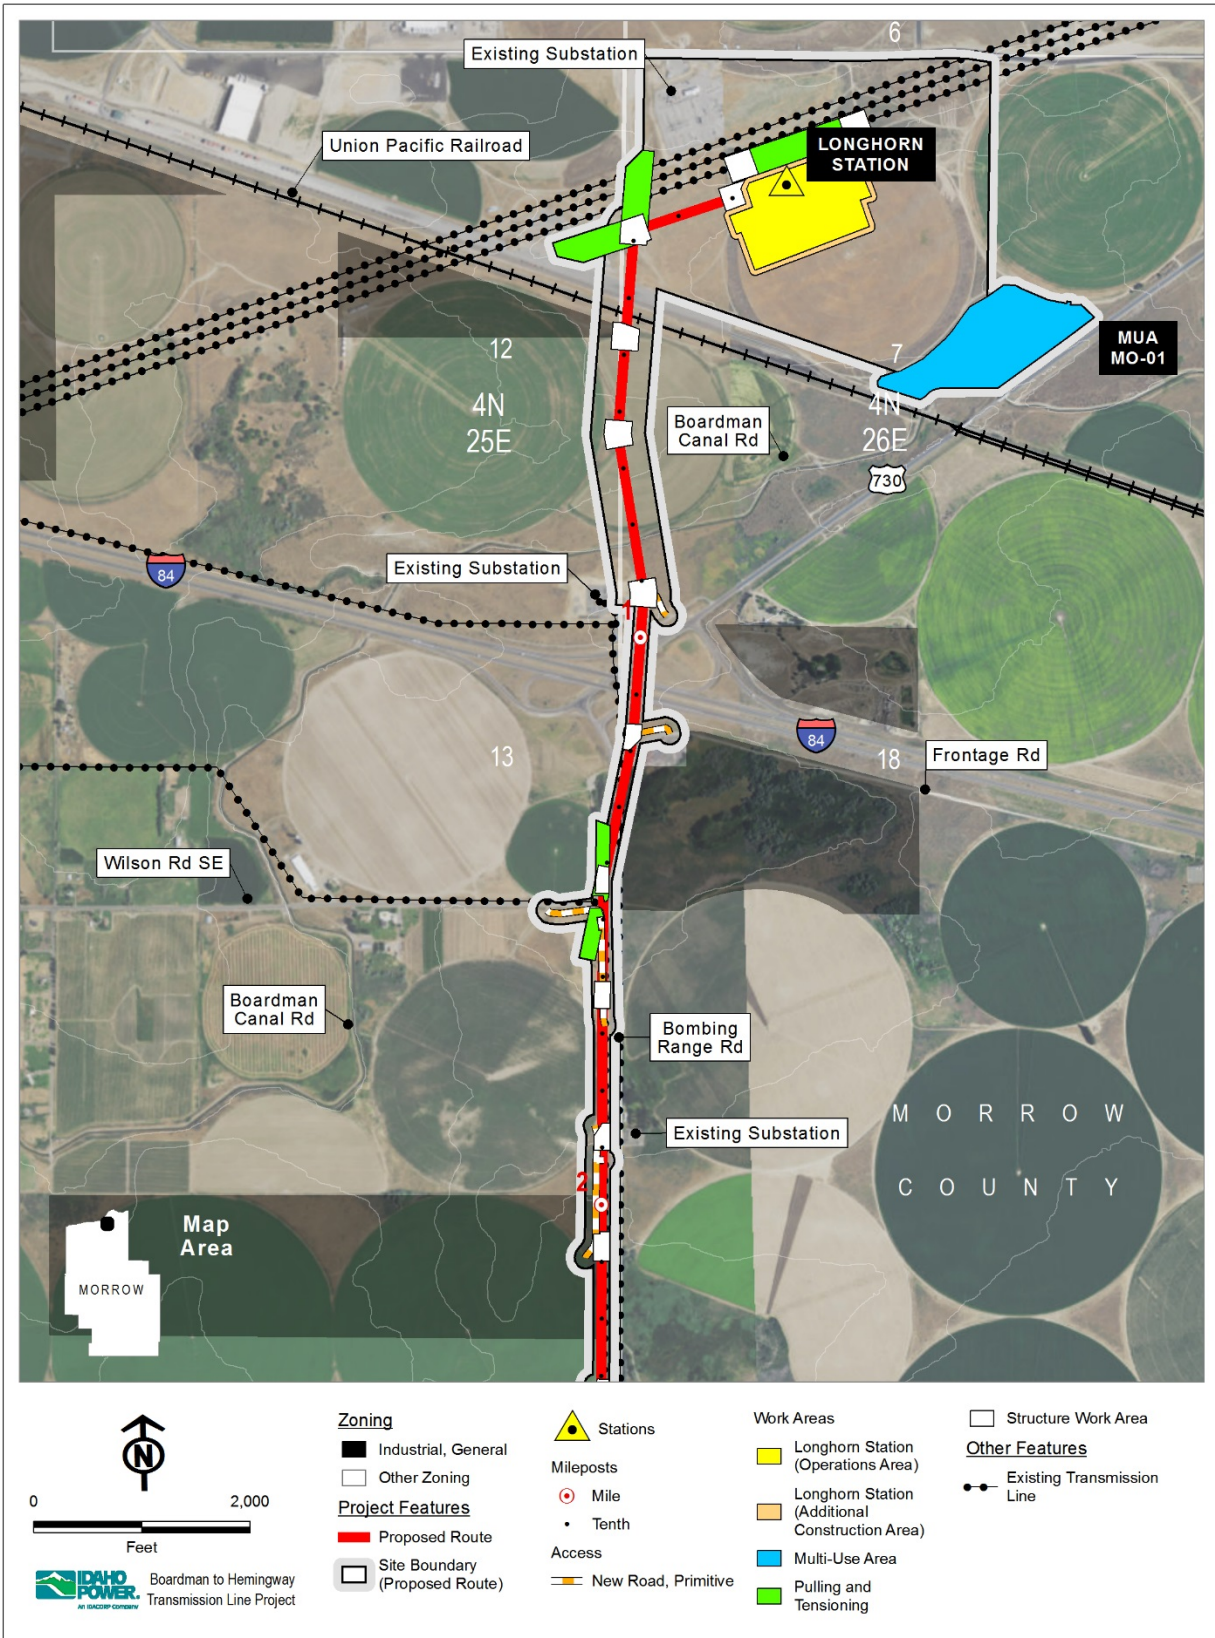 6
Existing Substation
Union Pacific Railroad
LONGHORN
STATION
MUA
MO-01
12
7
4N
25E
4N
26E
Boardman
Canal Rd
730
Existing Substation
84
1
84
13
18
Frontage Rd
Wilson Rd SE
Boardman
Canal Rd
Bombing
Range Rd
Existing Substation
MORROW
COUNTY
2
Map
Area
MORROW
N
0 2,000
Feet
IDAHO
POWER.
An IDACORP Company
Boardman to Hemingway
Transmission Line Project
Zoning
Industrial, General
Other Zoning
Project Features
Proposed Route
Site Boundary
(Proposed Route)
Stations
Mileposts
Mile
Tenth
Access
New Road, Primitive
Work Areas
Longhorn Station
(Operations Area)
Longhorn Station
(Additional
Construction Area)
Multi-Use Area
Pulling and
Tensioning
Structure Work Area
Other Features
Existing Transmission
Line